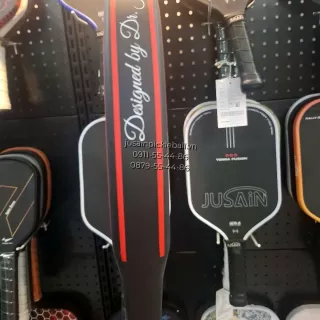 Designed by Dr.
jusainpickleball.vn
0911-55-44-86
0879-55-44-86
JUSAIN